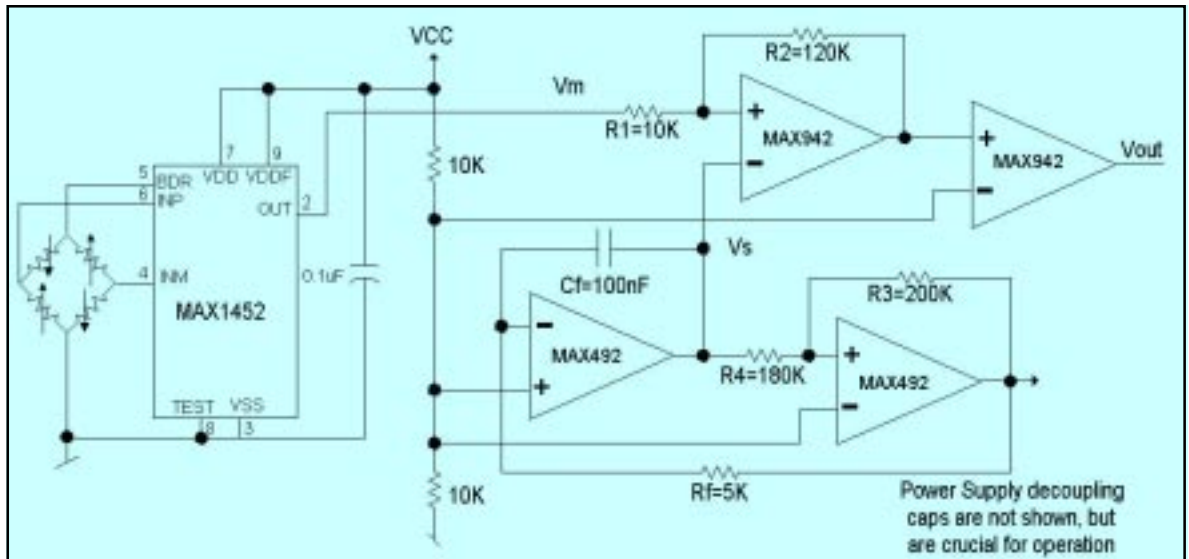 VCC
R2=120K
Vm
R1=10K
MAX942
+
-
MAX942
+
-
Vout
7
9
10K
5
BDR
VDD
VDDF
6
INP
OUT
2
Vs
4
INM
0.1uF
Cf=100nF
R3=200K
MAX1452
-
MAX492
+
R4=180K
+
MAX492
-
TEST
VSS
8
3
10K
Rf=5K
Power Supply decoupling
caps are not shown, but
are crucial for operation